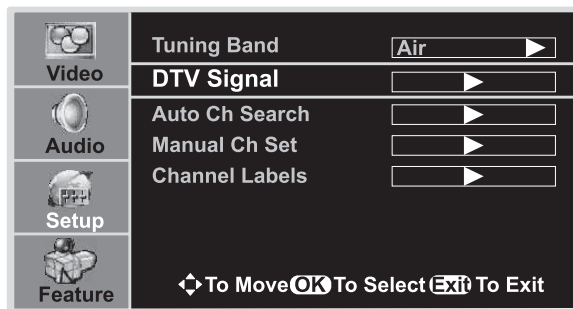 Video
Audio
Setup
Feature
Tuning Band Air
DTV Signal
Auto Ch Search
Manual Ch Set
Channel Labels
To Move OK To Select Exit To Exit